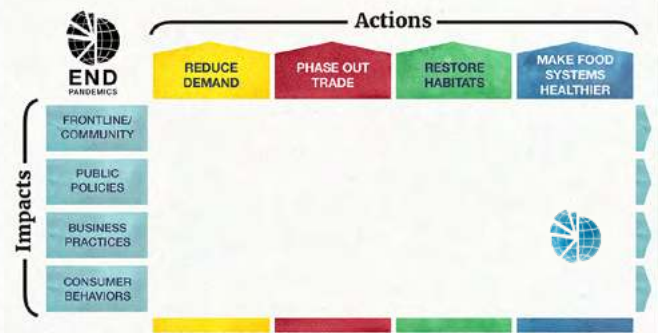 Actions
END
PANDEMICS
REDUCE
DEMAND
PHASE OUT
TRADE
RESTORE
HABITATS
MAKE FOOD
SYSTEMS
HEALTHIER
Impacts
FRONTLINE/
COMMUNITY
PUBLIC
POLICIES
BUSINESS
PRACTICES
CONSUMER
BEHAVIORS